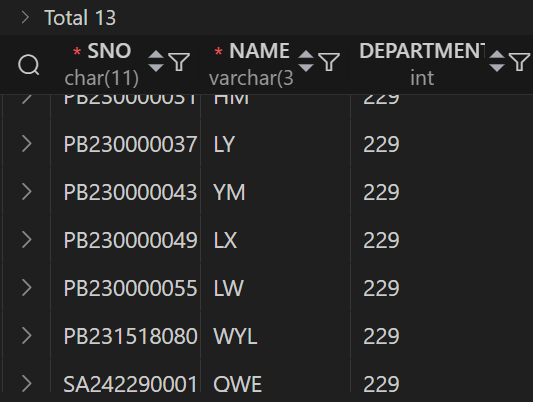 Total 13
* SNO * NAME DEPARTMENT
char(11) varchar(3 int
PB230000031 HM 229
PB230000037 LY 229
PB230000043 YM 229
PB230000049 LX 229
PB230000055 LW 229
PB231518080 WYL 229
SA242290001 QWE 229